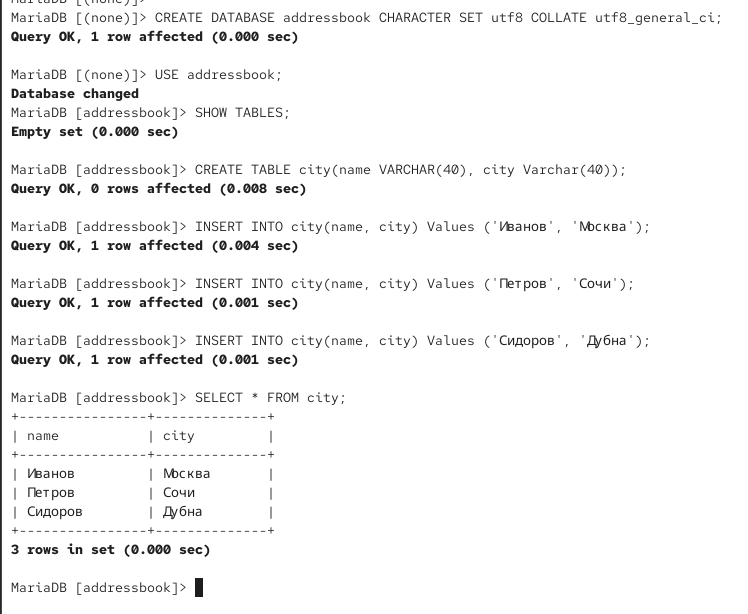 MariaDB [(none)]>
MariaDB [(none)]> CREATE DATABASE addressbook CHARACTER SET utf8 COLLATE utf8_general_ci;
Query OK, 1 row affected (0.000 sec)
MariaDB [(none)]> USE addressbook;
Database changed
MariaDB [addressbook]> SHOW TABLES;
Empty set (0.000 sec)
MariaDB [addressbook]> CREATE TABLE city(name VARCHAR(40), city Varchar(40));
Query OK, 0 rows affected (0.008 sec)
MariaDB [addressbook]> INSERT INTO city(name, city) Values ('Иванов', 'Москва');
Query OK, 1 row affected (0.004 sec)
MariaDB [addressbook]> INSERT INTO city(name, city) Values ('Петров', 'Сочи');
Query OK, 1 row affected (0.001 sec)
MariaDB [addressbook]> INSERT INTO city(name, city) Values ('Сидоров', 'Дубна');
Query OK, 1 row affected (0.001 sec)
MariaDB [addressbook]> SELECT * FROM city;
+----------------+--------------+
| name           | city         |
+----------------+--------------+
| Иванов         | Москва       |
| Петров         | Сочи         |
| Сидоров        | Дубна        |
+----------------+--------------+
3 rows in set (0.000 sec)
MariaDB [addressbook]>